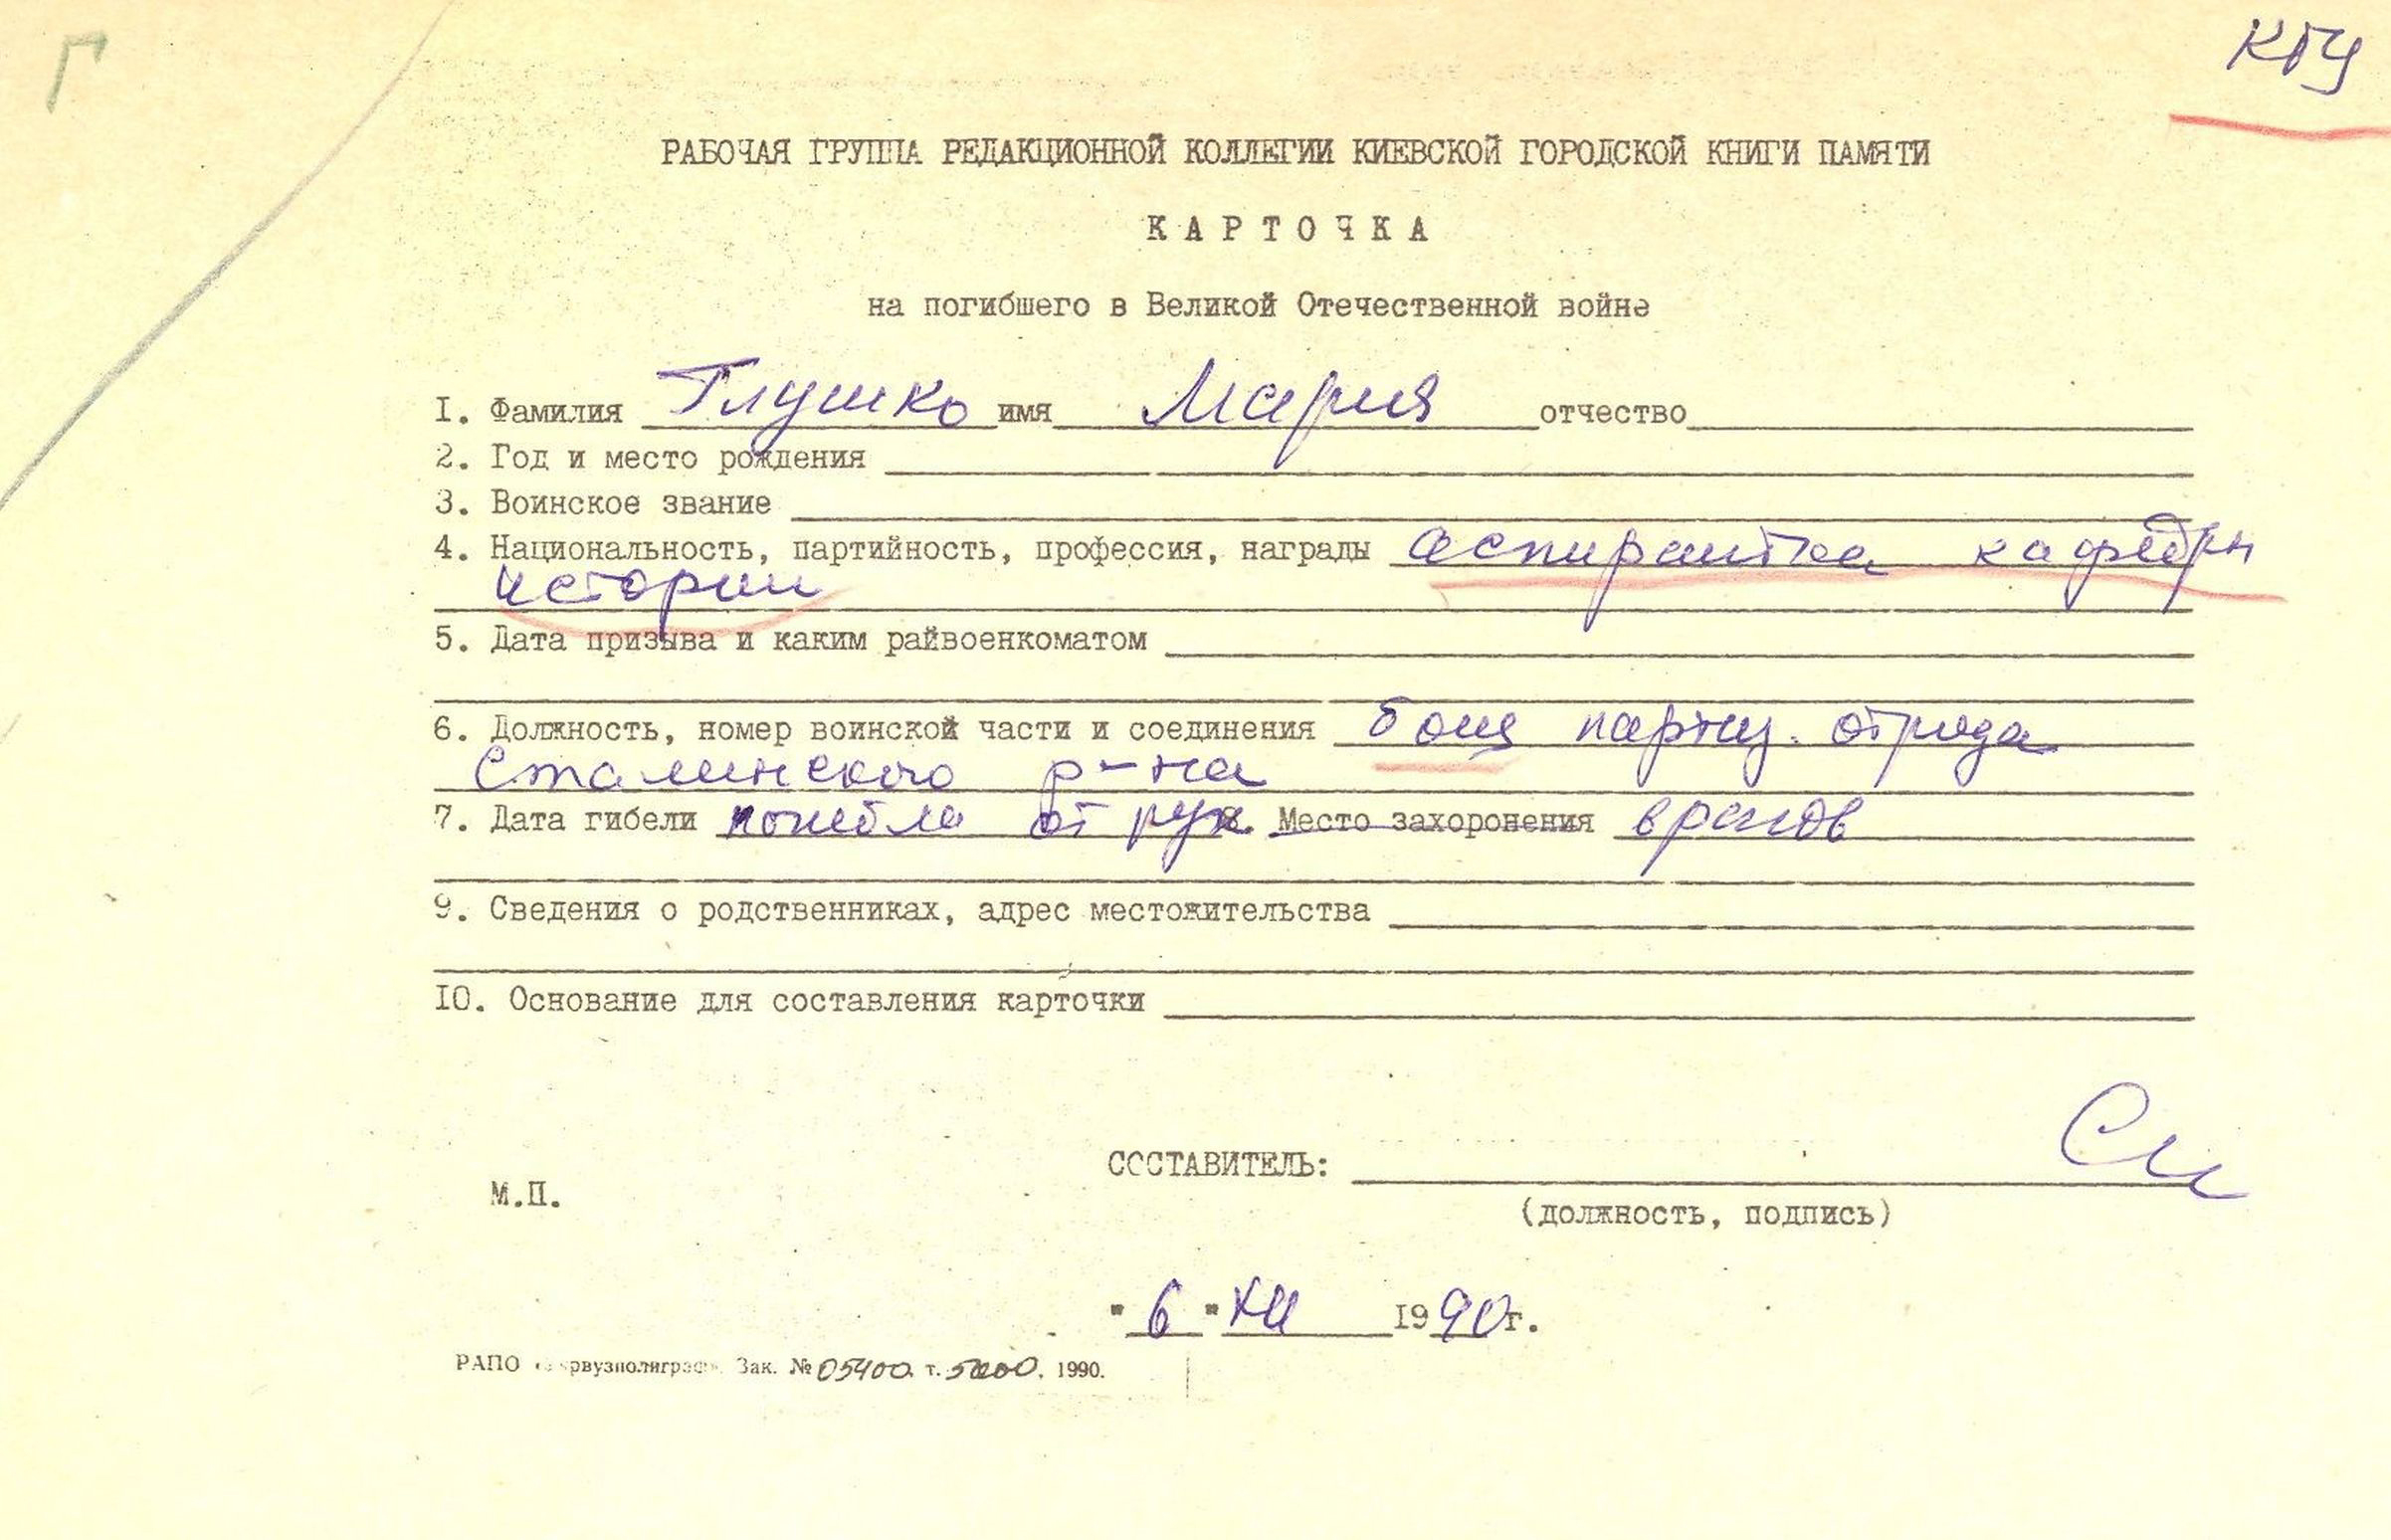 Г
КГУ
РАБОЧАЯ ГРУППА РЕДАКЦИОННОЙ КОЛЛЕГИИ КИЕВСКОЙ ГОРОДСКОЙ КНИГИ ПАМЯТИ
КАРТОЧКА
на погибшего в Великой Отечественной войне
I. Фамилия Глушко имя Мария отчество
2. Год и место рождения
3. Воинское звание
4. Национальность, партийность, профессия, награды аспирантка кафедры
истории
5. Дата призыва и каким райвоенкоматом
6. Должность, номер воинской части и соединения боец партиз. отряда
Сталинского р-на
7. Дата гибели погибла от рук Место захоронения врагов
9. Сведения о родственниках, адрес местожительства
I0. Основание для составления карточки
СОСТАВИТЕЛЬ:
М.П.
(должность, подпись)
"6" XII 1990г.
РАПО Зак. № 05400. т. 5000. 1990.